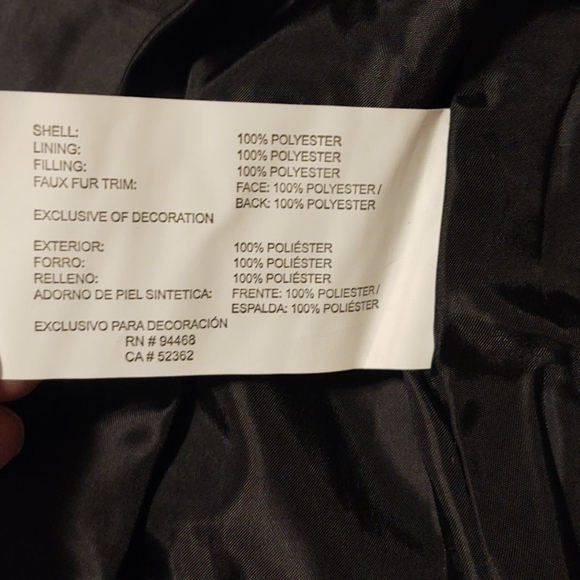 SHELL: 100% POLYESTER
LINING: 100% POLYESTER
FILLING: 100% POLYESTER
FAUX FUR TRIM: FACE: 100% POLYESTER /
BACK: 100% POLYESTER
EXCLUSIVE OF DECORATION
EXTERIOR: 100% POLIÉSTER
FORRO: 100% POLIÉSTER
RELLENO: 100% POLIÉSTER
ADORNO DE PIEL SINTETICA: FRENTE: 100% POLIESTER /
ESPALDA: 100% POLIÉSTER
EXCLUSIVO PARA DECORACIÓN
RN # 94468
CA # 52362